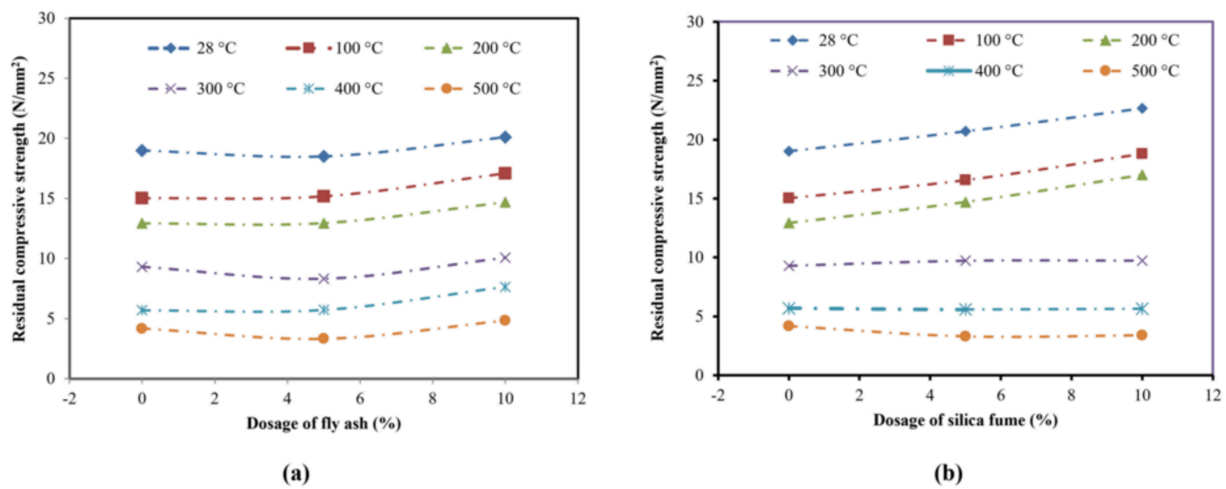 30
25
20
15
10
5
0
-2 0 2 4 6 8 10 12
Residual compressive strength (N/mm²)
Dosage of fly ash (%)
28 °C 100 °C 200 °C
300 °C 400 °C 500 °C
(a)
30
25
20
15
10
5
0
-2 0 2 4 6 8 10 12
Residual compressive strength (N/mm²)
Dosage of silica fume (%)
28 °C 100 °C 200 °C
300 °C 400 °C 500 °C
(b)